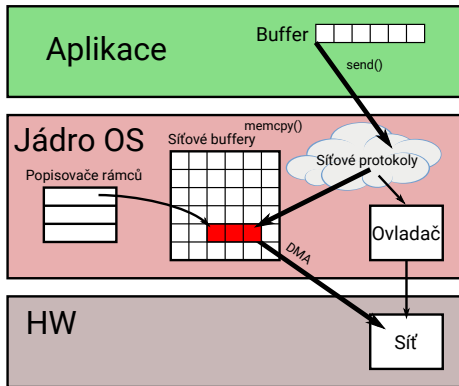 Aplikace
Buffer
send()
Jádro OS
memcpy()
Síťové buffery
Síťové protokoly
Popisovače rámců
Ovladač
DMA
HW
Síť